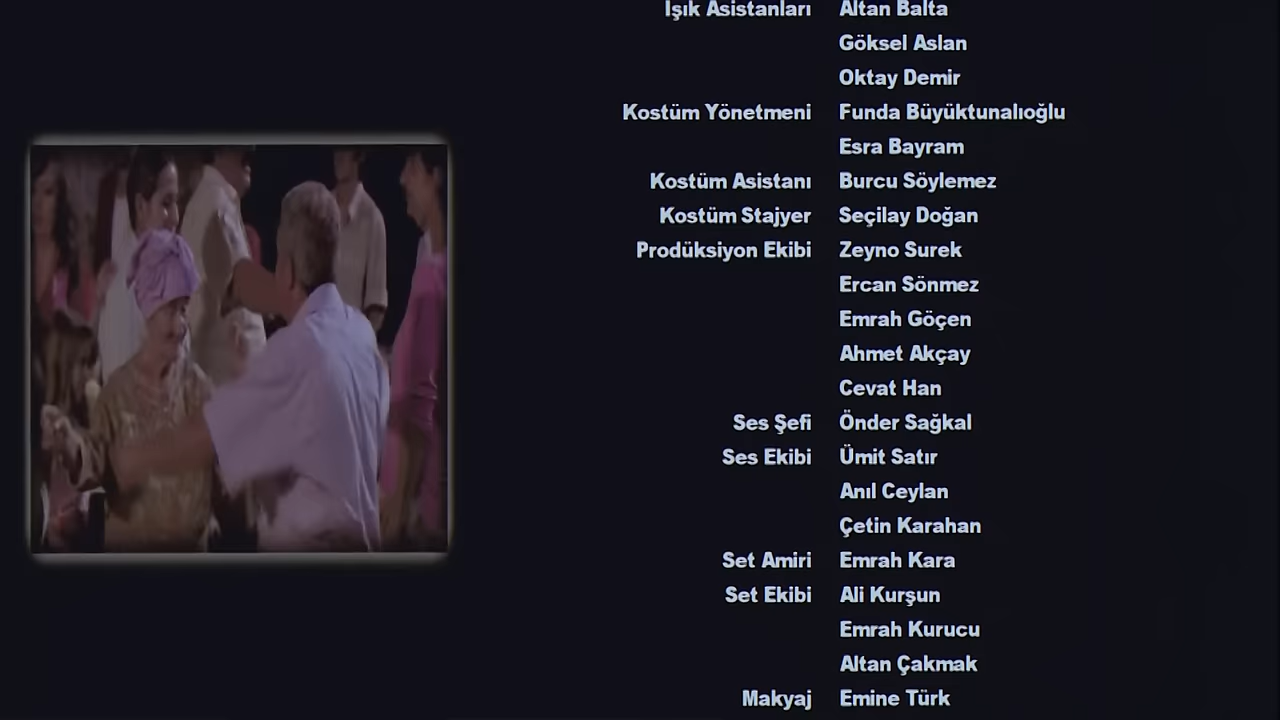 Işık Asistanları Altan Balta
Göksel Aslan
Oktay Demir
Kostüm Yönetmeni Funda Büyüktunalıoğlu
Esra Bayram
Kostüm Asistanı Burcu Söylemez
Kostüm Stajyer Seçilay Doğan
Prodüksiyon Ekibi Zeyno Surek
Ercan Sönmez
Emrah Göçen
Ahmet Akçay
Cevat Han
Ses Şefi Önder Sağkal
Ses Ekibi Ümit Satır
Anıl Ceylan
Çetin Karahan
Set Amiri Emrah Kara
Set Ekibi Ali Kurşun
Emrah Kurucu
Altan Çakmak
Makyaj Emine Türk